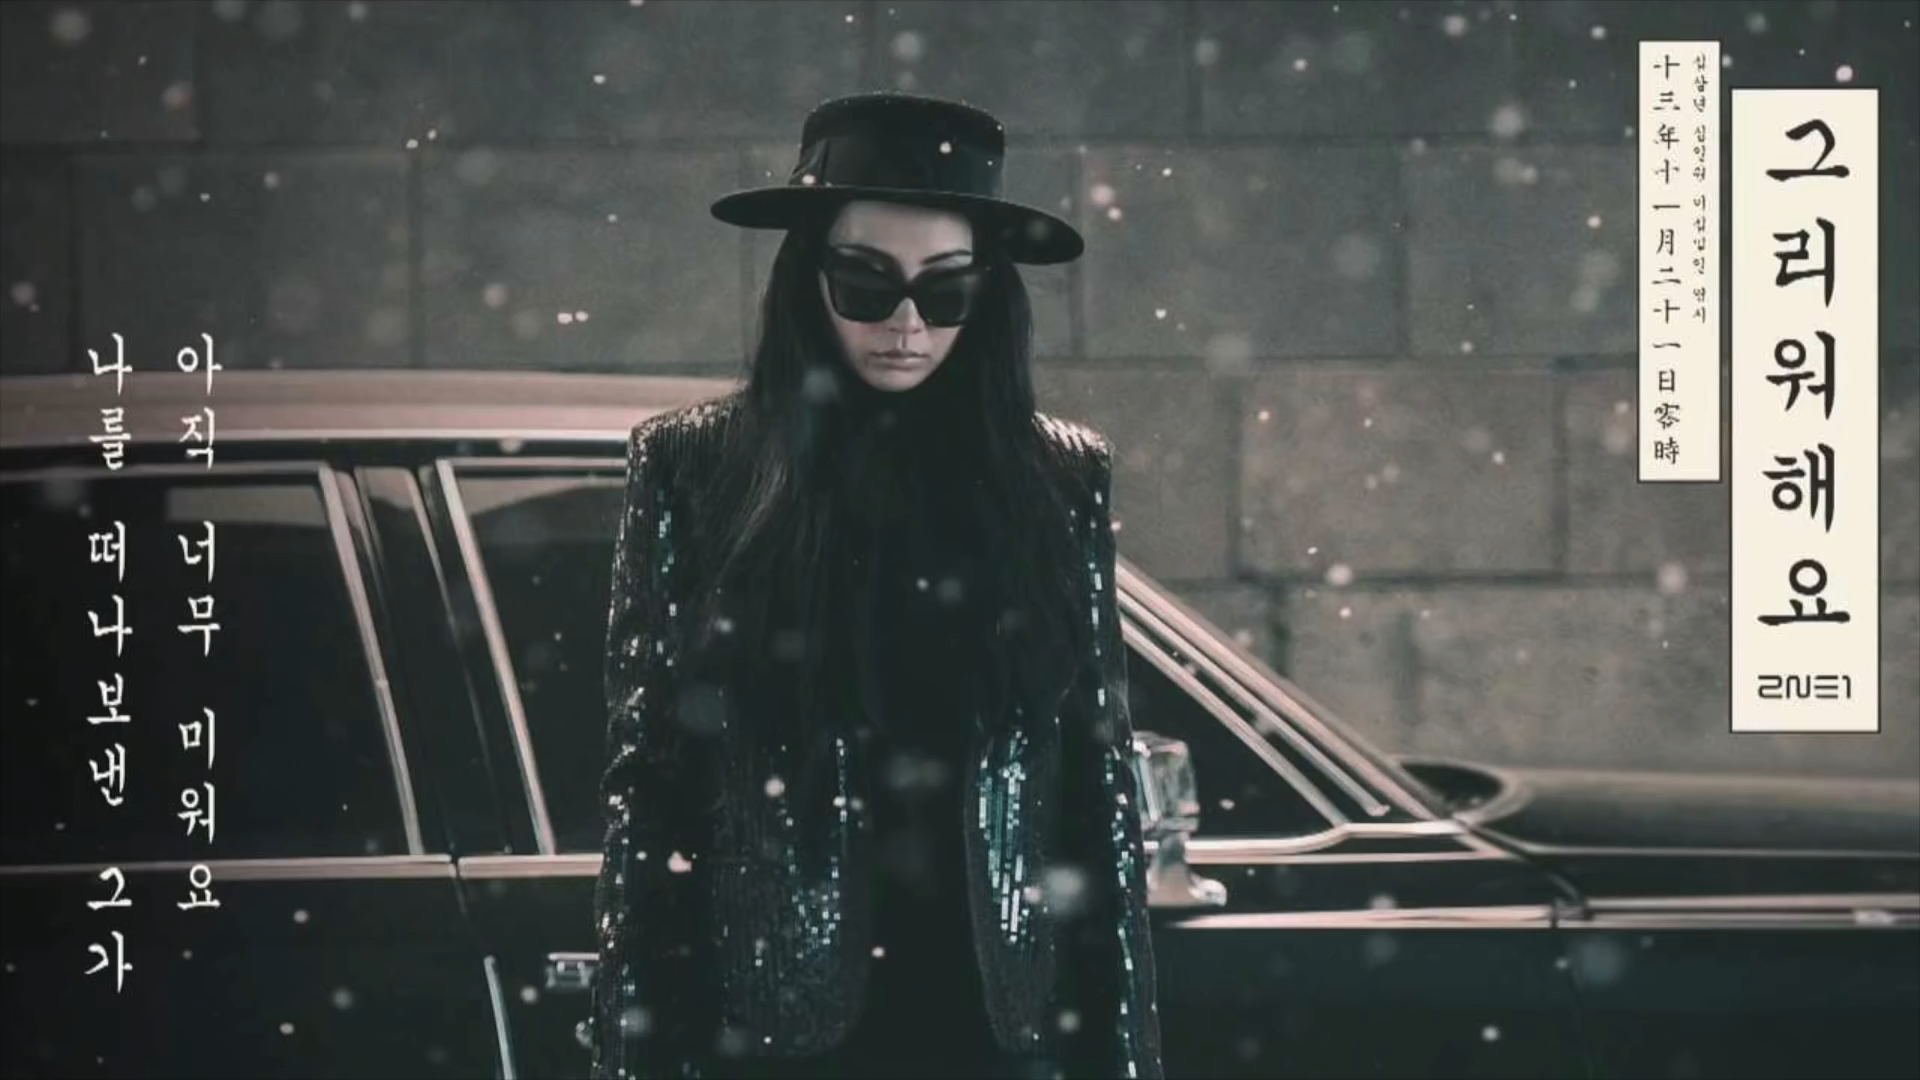 그리워해요
2NE1
십삼년 십일월 이십일일 영시
十三年十一月二十一日零時
아직 너무 미워요
나를 떠나보낸 그가